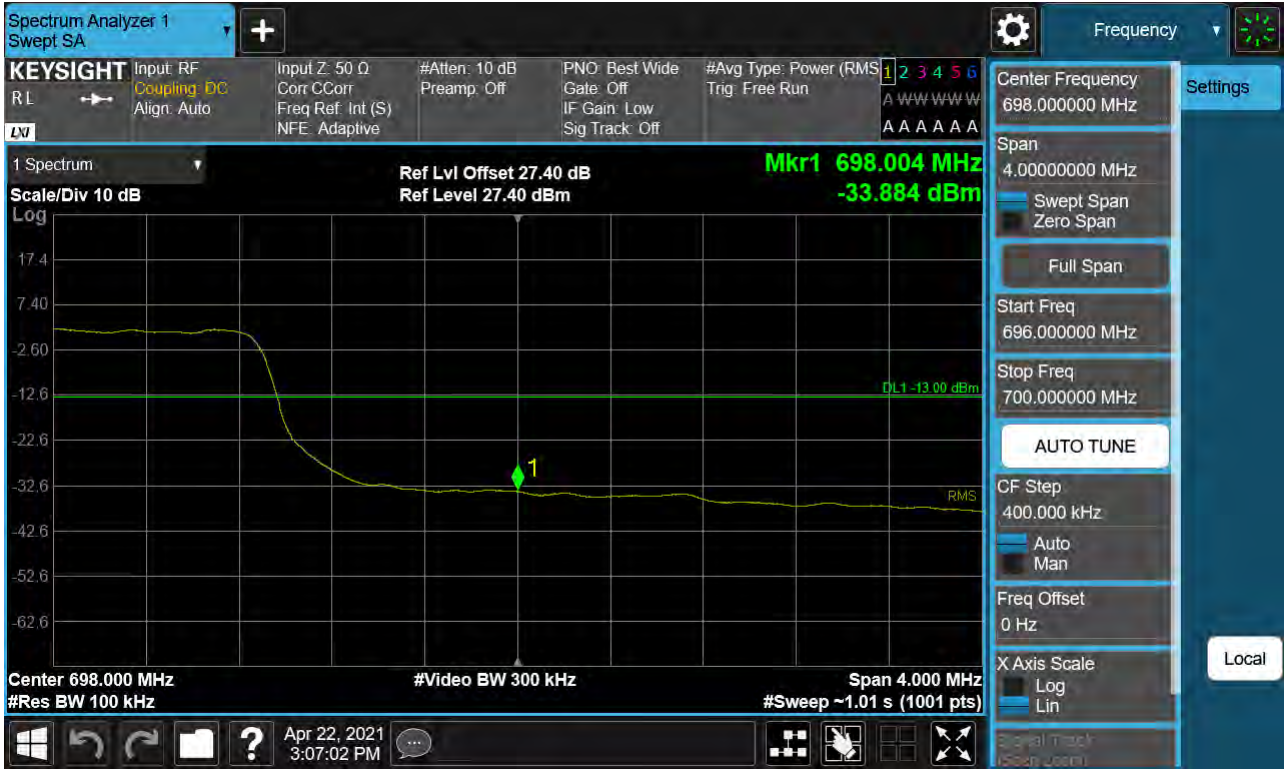 Spectrum Analyzer 1
Swept SA
+
Frequency
KEYSIGHT
R L
LXI
Input: RF
Coupling: DC
Align: Auto
Input Z: 50 Ω
Corr CCorr
Freq Ref: Int (S)
NFE: Adaptive
#Atten: 10 dB
Preamp: Off
PNO: Best Wide
Gate: Off
IF Gain: Low
Sig Track: Off
#Avg Type: Power (RMS
Trig: Free Run
1 2 3 4 5 6
A W W W W W
A A A A A A
1 Spectrum
Scale/Div 10 dB
Log
Ref Lvl Offset 27.40 dB
Ref Level 27.40 dBm
Mkr1 698.004 MHz
-33.884 dBm
17.4
7.40
-2.60
-12.6
-22.6
-32.6
-42.6
-52.6
-62.6
DL1 -13.00 dBm
1
RMS
Center 698.000 MHz
#Res BW 100 kHz
#Video BW 300 kHz
Span 4.000 MHz
#Sweep ~1.01 s (1001 pts)
Center Frequency
698.000000 MHz
Span
4.00000000 MHz
Swept Span
Zero Span
Full Span
Start Freq
696.000000 MHz
Stop Freq
700.000000 MHz
AUTO TUNE
CF Step
400.000 kHz
Auto
Man
Freq Offset
0 Hz
X Axis Scale
Log
Lin
Signal Track
(Span Zoom)
Settings
Local
?
Apr 22, 2021
3:07:02 PM